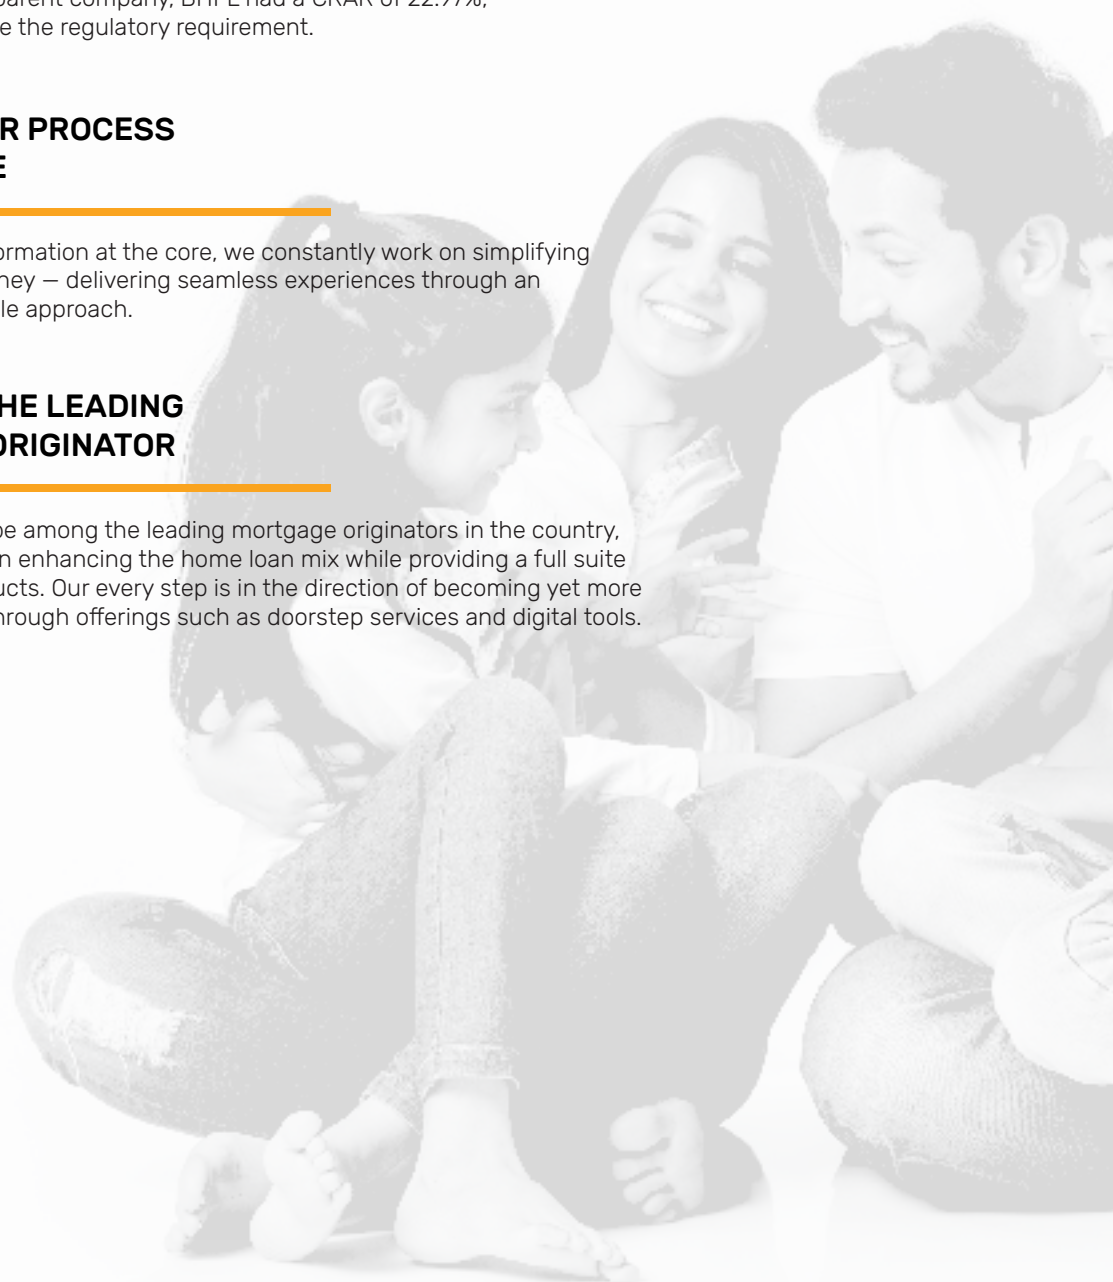 parent company, BHFL had a CRAR of 22.97%,
e the regulatory requirement.
R PROCESS
E
ormation at the core, we constantly work on simplifying
ney — delivering seamless experiences through an
le approach.
HE LEADING
ORIGINATOR
be among the leading mortgage originators in the country,
n enhancing the home loan mix while providing a full suite
ucts. Our every step is in the direction of becoming yet more
hrough offerings such as doorstep services and digital tools.